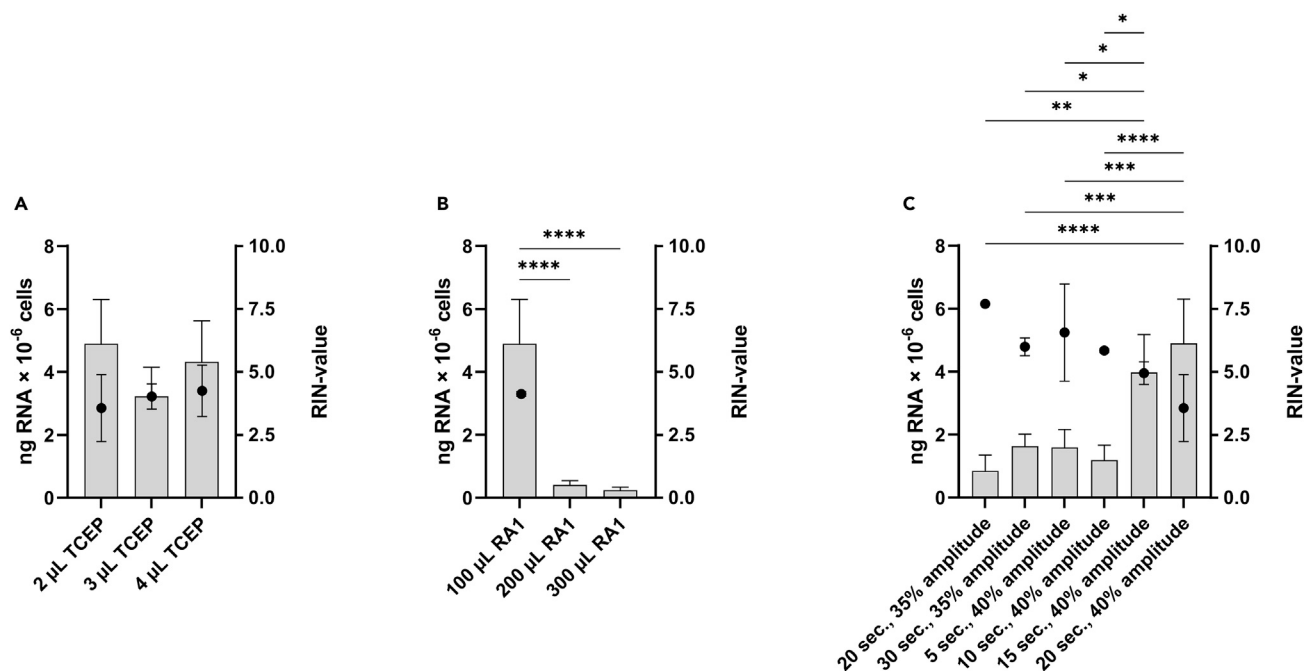 *
*
*
**
****
***
***
****
A
B
C
8
6
4
2
0
ng RNA × 10⁻⁶ cells
10.0
7.5
5.0
2.5
0.0
RIN-value
2 µL TCEP
3 µL TCEP
4 µL TCEP
****
****
8
6
4
2
0
ng RNA × 10⁻⁶ cells
10.0
7.5
5.0
2.5
0.0
RIN-value
100 µL RA1
200 µL RA1
300 µL RA1
8
6
4
2
0
ng RNA × 10⁻⁶ cells
10.0
7.5
5.0
2.5
0.0
RIN-value
20 sec., 35% amplitude
30 sec., 35% amplitude
5 sec., 40% amplitude
10 sec., 40% amplitude
15 sec., 40% amplitude
20 sec., 40% amplitude